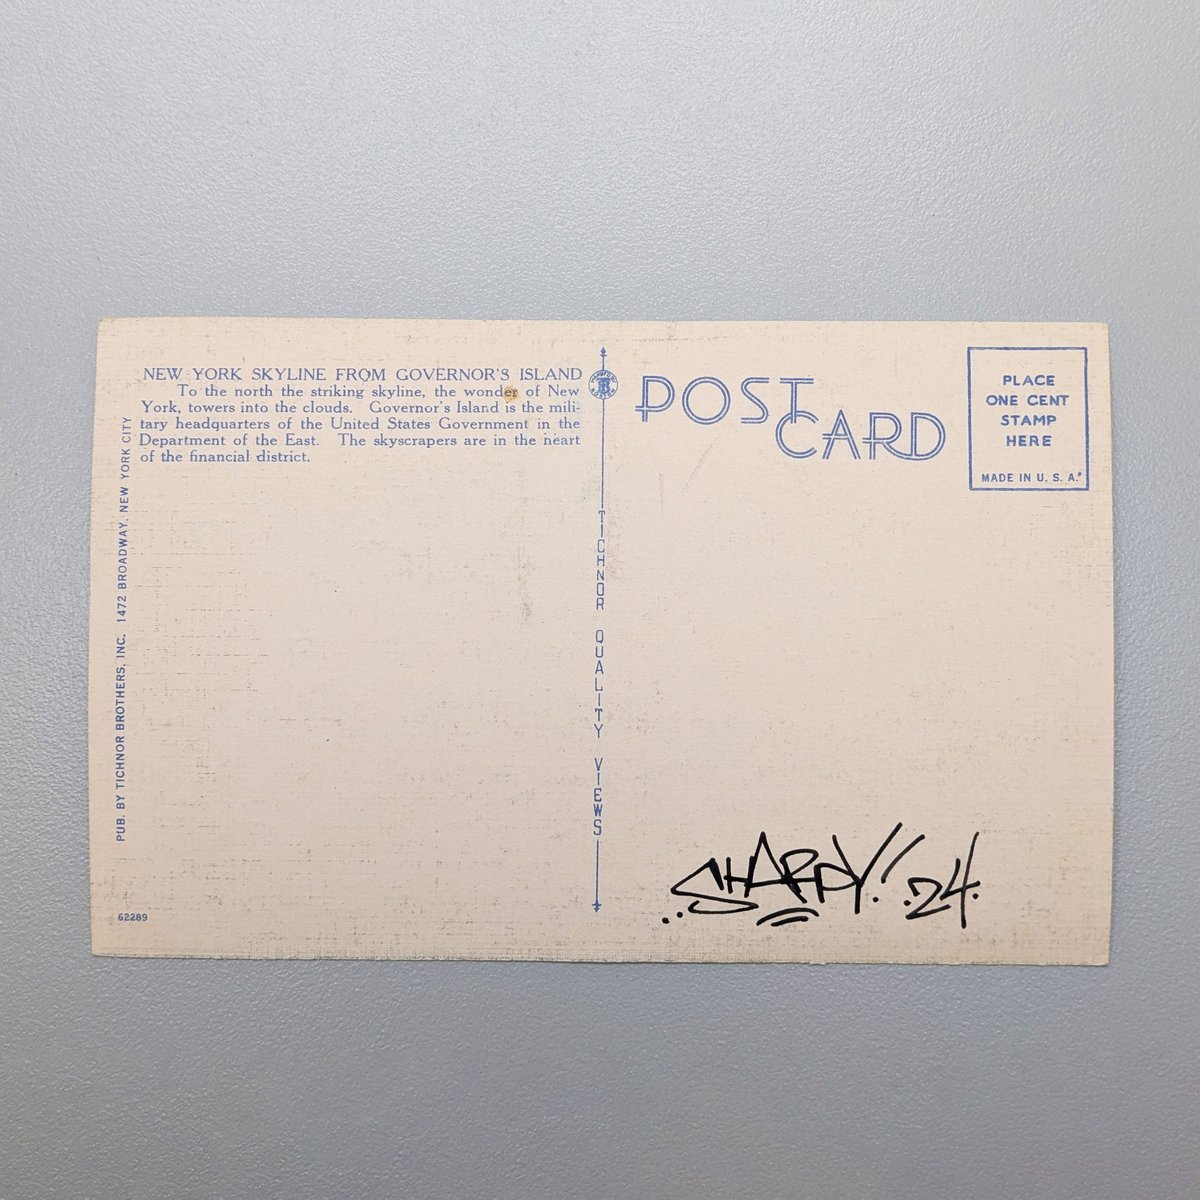 NEW YORK SKYLINE FROM GOVERNOR'S ISLAND
To the north the striking skyline, the wonder of New
York, towers into the clouds. Governor's Island is the mili-
tary headquarters of the United States Government in the
Department of the East. The skyscrapers are in the heart
of the financial district.
PUB. BY TICHNOR BROTHERS, INC. 1472 BROADWAY, NEW YORK CITY
62289
TICHNOR QUALITY VIEWS
POST
CARD
PLACE
ONE CENT
STAMP
HERE
MADE IN U. S. A.
..SHARDY!'.24.